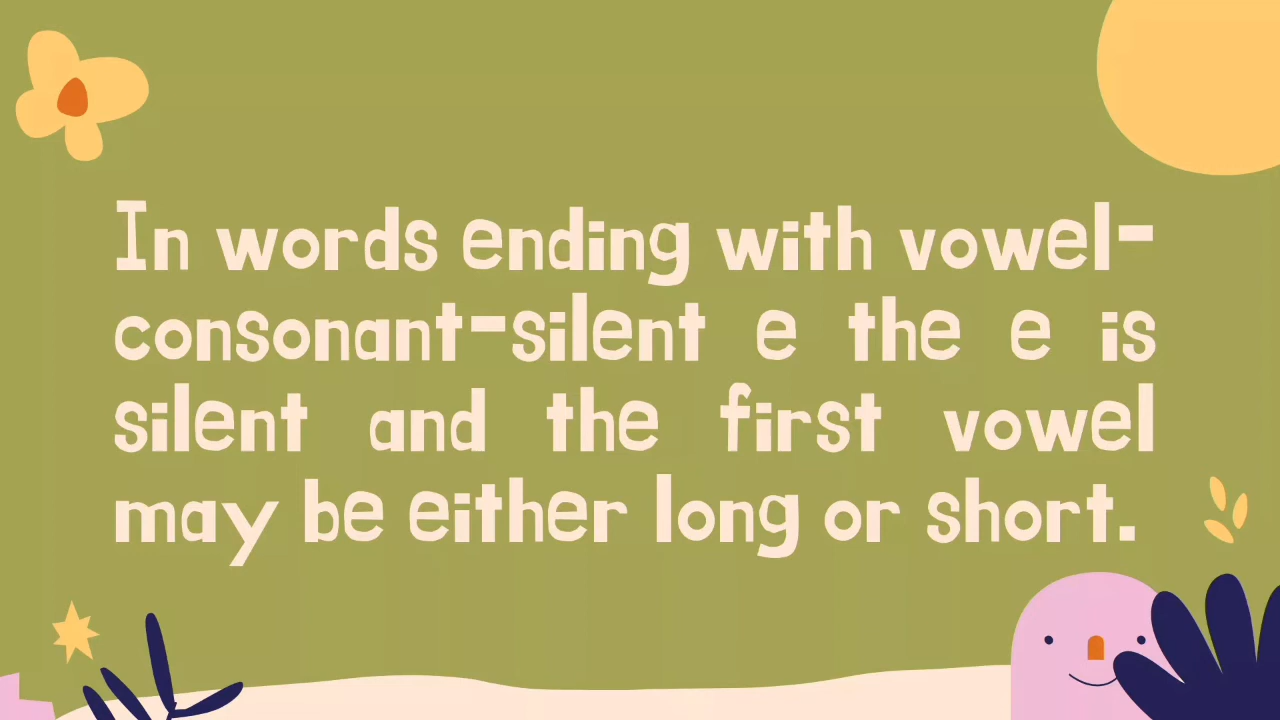 In words ending with vowel-
consonant-silent e the e is
silent and the first vowel
may be either long or short.